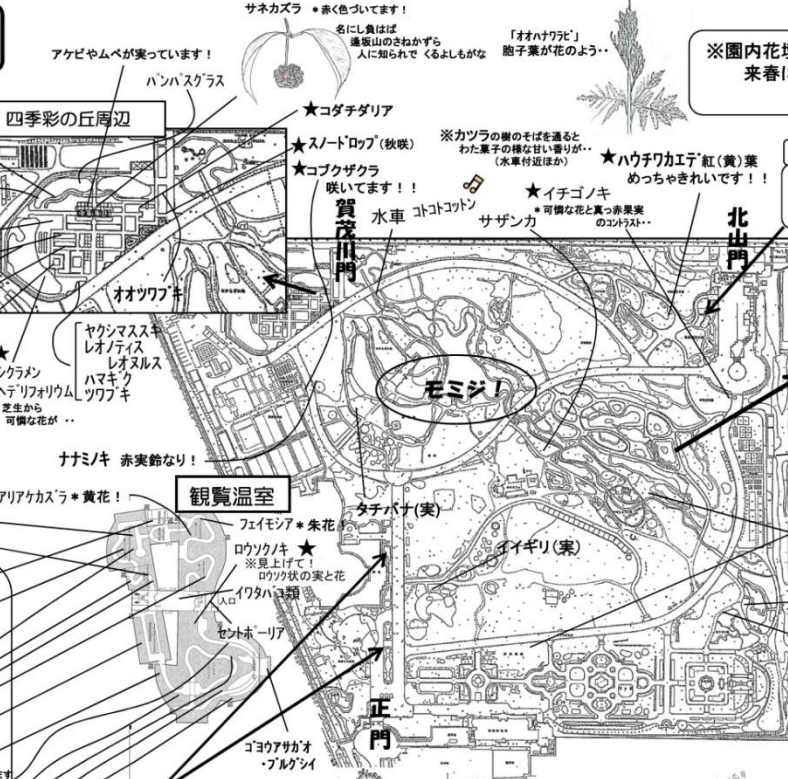 サネカズラ ＊赤く色づいてます！
名にし負はば
逢坂山のさねかずら
人に知られで くるよしもがな
「オオハナワラビ」
胞子葉が花のよう‥
※園内花壇
来春に
アケビやムベが実っています！
パンパスグラス
四季彩の丘周辺
★コダチダリア
★スノードロップ(秋咲)
★コブクザクラ
咲いてます！！
※カツラの樹のそばを通ると
わた菓子の様な甘い香りが‥
(水車付近ほか)
★ハウチワカエデ紅(黄)葉
めっちゃきれいです！！
★イチゴノキ
＊可憐な花と真っ赤果実
のコントラスト‥
賀茂川門
水車
コトコトコットン
サザンカ
北山門
オオツワブキ
ヤクシマススキ
レオノティス
レオヌルス
ハマギク
ツワブキ
★
シクラメン
ヘデリフォリウム
芝生から
可憐な花が ‥
モミジ！
ナナミノキ 赤実鈴なり！
アリアケカズラ＊黄花！
観覧温室
タチバナ(実)
フェイモシア＊朱花！
ロウソクノキ ★
※見上げて！
ロウソク状の実と花
イワタバコ類
入口
セントポーリア
イイギリ(実)
正門
ゴヨウアサガオ
・ブルグシイ
ます